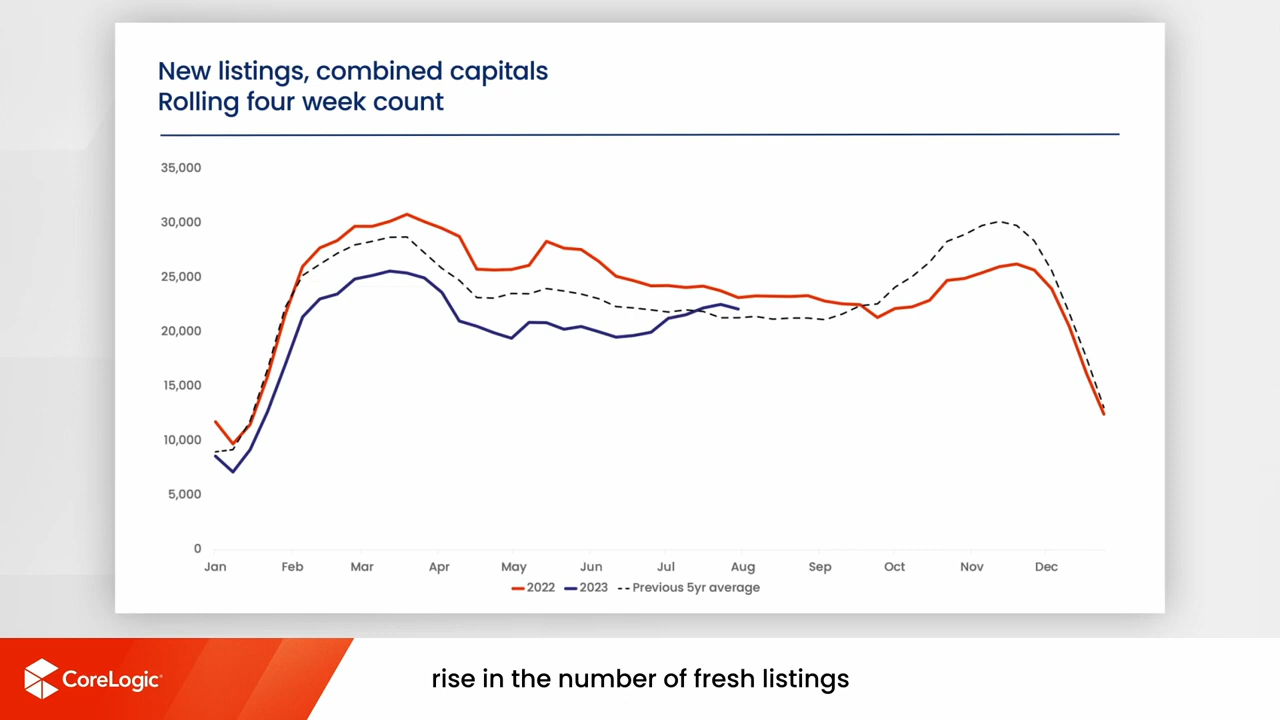 New listings, combined capitals
Rolling four week count
35,000
30,000
25,000
20,000
15,000
10,000
5,000
0
Jan Feb Mar Apr May Jun Jul Aug Sep Oct Nov Dec
2022 2023 Previous 5yr average
CoreLogic
rise in the number of fresh listings